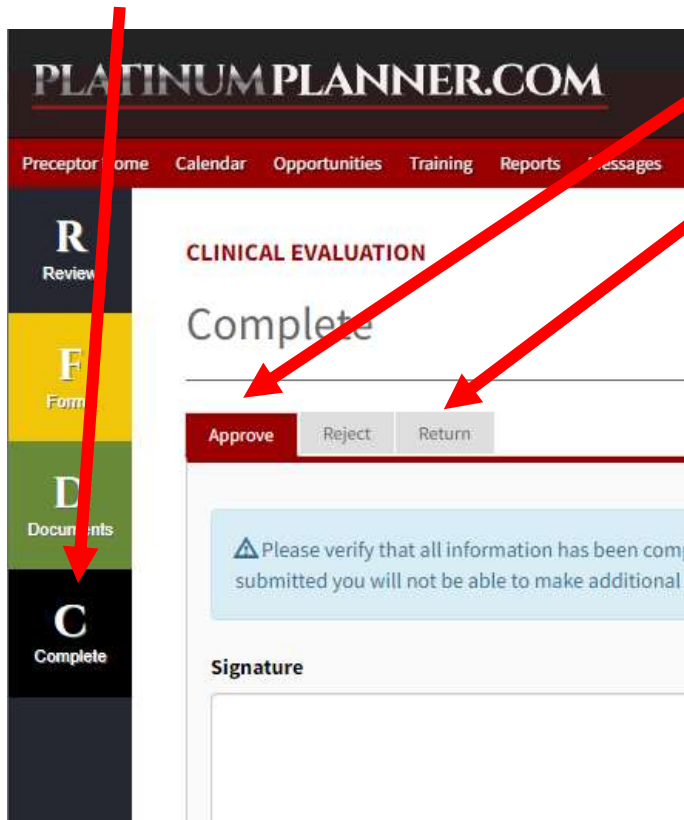 PLATINUMPLANNER.COM
Preceptor Home Calendar Opportunities Training Reports Messages
R
Review
F
Forms
D
Documents
C
Complete
CLINICAL EVALUATION
Complete
Approve Reject Return
Please verify that all information has been com
submitted you will not be able to make additional
Signature